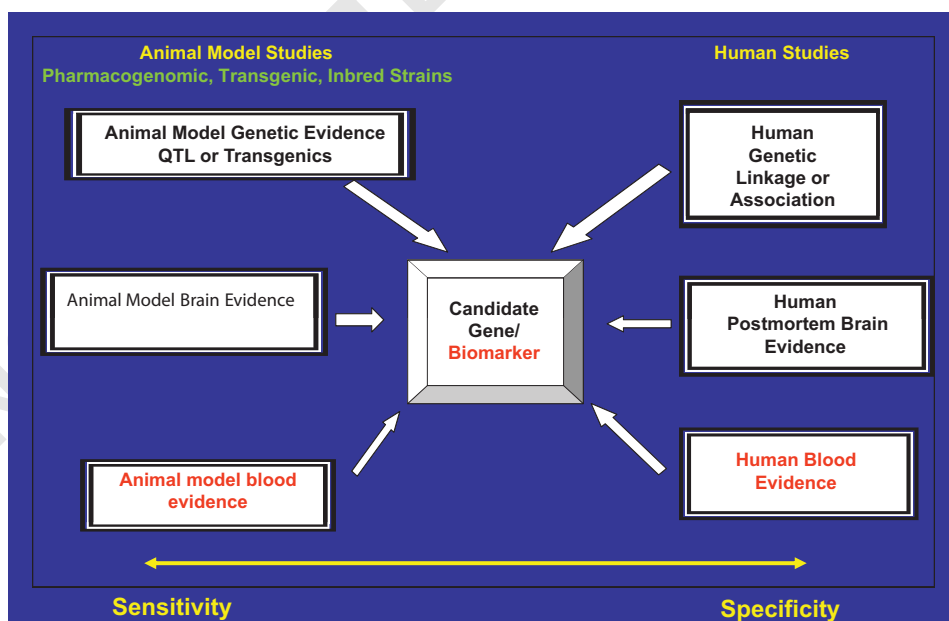 Animal Model Studies
Pharmacogenomic, Transgenic, Inbred Strains
Human Studies
Animal Model Genetic Evidence
QTL or Transgenics
Human
Genetic
Linkage or
Association
Animal Model Brain Evidence
Candidate
Gene/
Biomarker
Human
Postmortem Brain
Evidence
Animal model blood
evidence
Human Blood
Evidence
Sensitivity
Specificity